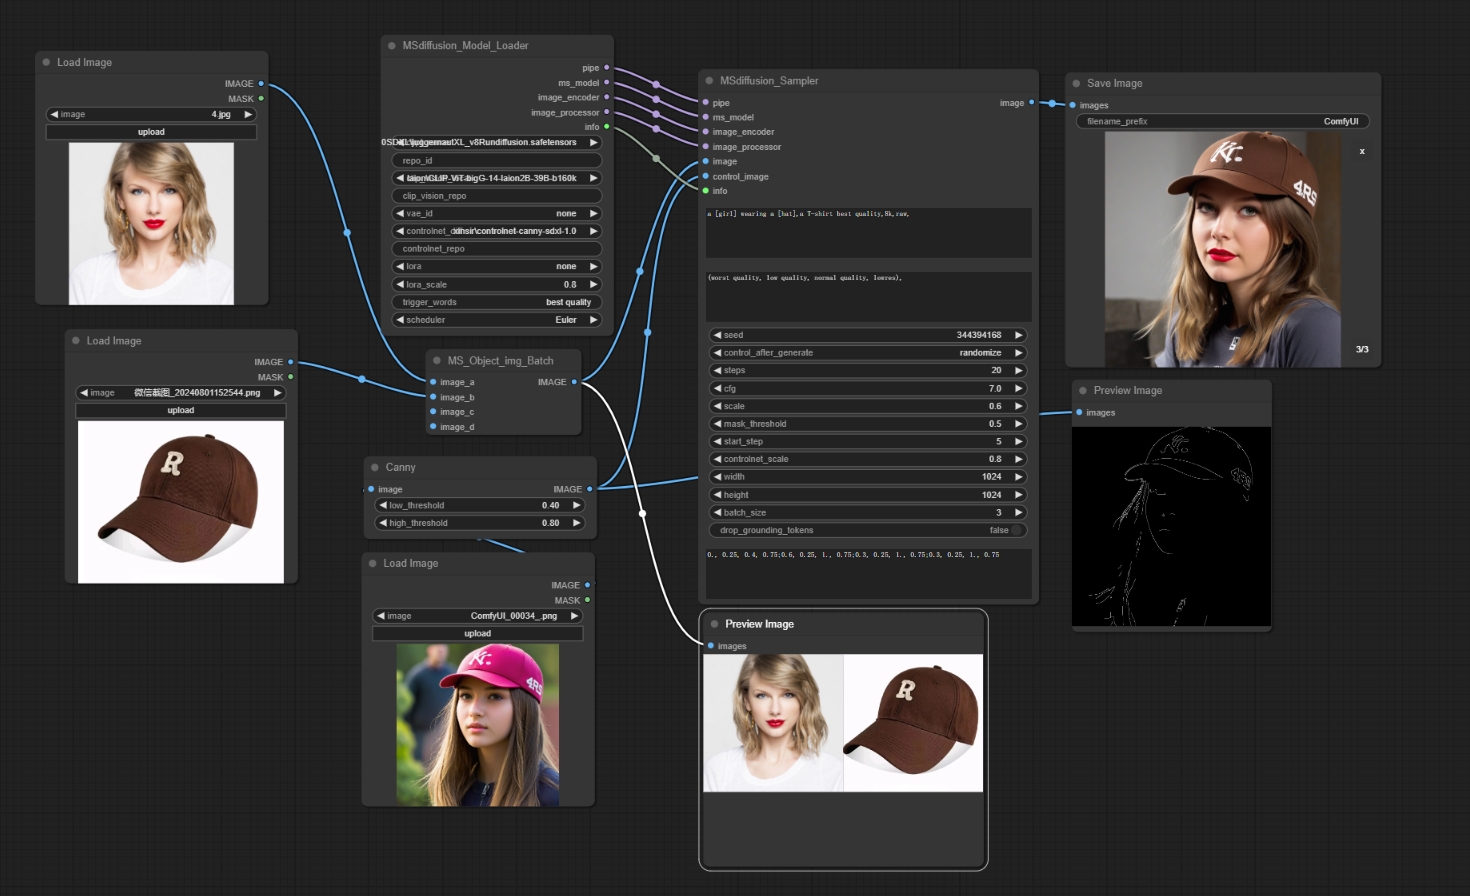 Load Image
IMAGE
MASK
image 4.jpg
upload
Load Image
IMAGE
MASK
image 微信截图_20240801152544.png
upload
R
MSdiffusion_Model_Loader
pipe
ms_model
image_encoder
image_processor
info
juggernautXL_v8Rundiffusion.safetensors
repo_id
CLIP-ViT-bigG-14-laion2B-39B-b160k
clip_vision_repo
vae_id none
xinsir\controlnet-canny-sdxl-1.0
controlnet_repo
lora none
lora_scale 0.8
trigger_words best quality
scheduler Euler
MS_Object_img_Batch
image_a IMAGE
image_b
image_c
image_d
Canny
image IMAGE
low_threshold 0.40
high_threshold 0.80
Load Image
IMAGE
MASK
image ComfyUI_00034_.png
upload
4RS
MSdiffusion_Sampler
pipe image
ms_model
image_encoder
image_processor
image
control_image
info
a [girl] wearing a [hat],a T-shirt best quality,8k,raw,
(worst quality, low quality, normal quality, lowres),
seed 344394168
control_after_generate randomize
steps 20
cfg 7.0
scale 0.6
mask_threshold 0.5
start_step 5
controlnet_scale 0.8
width 1024
height 1024
batch_size 3
drop_grounding_tokens false
0., 0.25, 0.4, 0.75;0.6, 0.25, 1., 0.75;0.3, 0.25, 1., 0.75;0.3, 0.25, 1., 0.75
Preview Image
images
R
Save Image
images
filename_prefix ComfyUI
x
4RS
3/3
Preview Image
images